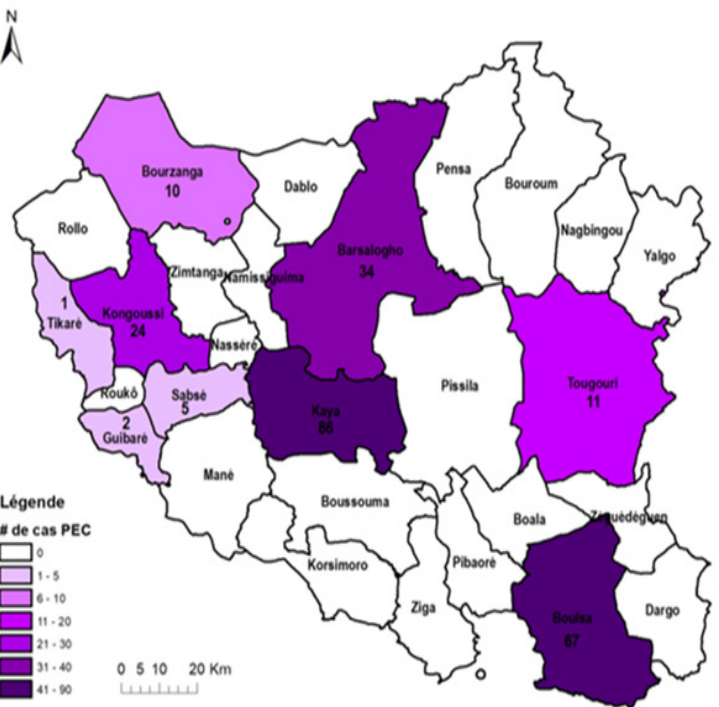 N
Bourzanga
10
Dablo
Pensa
Bouroum
Nagbingou
Yalgo
Rollo
Zimtanga
Namissiguima
Barsalogho
34
1
Tikaré
Kongoussi
24
Nasséré
Roukô
Sabsé
5
2
Guibaré
Kaya
86
Pissila
Tougouri
11
Mané
Boussouma
Boala
Zéguédéguen
Korsimoro
Pibaoré
Ziga
Boulsa
67
Dargo
Légende
# de cas PEC
0
1 - 5
6 - 10
11 - 20
21 - 30
31 - 40
41 - 90
0 5 10 20 Km